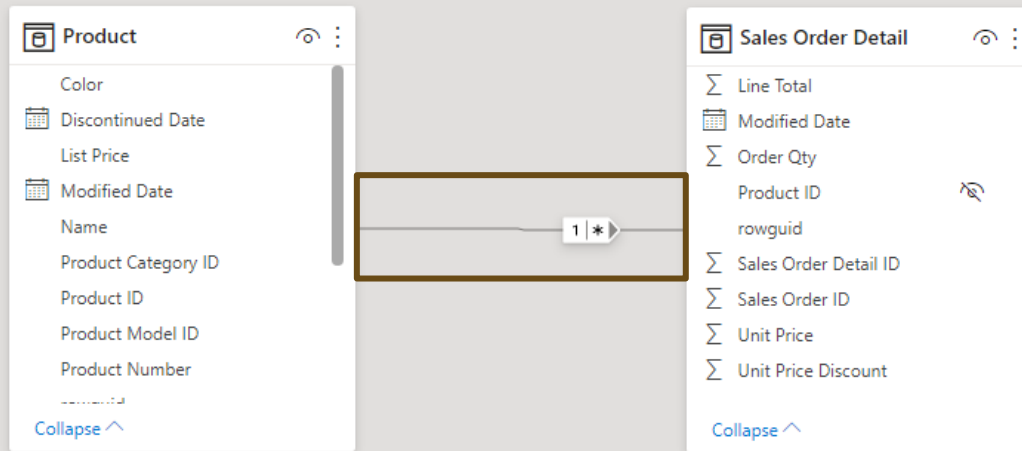 Product
Color
Discontinued Date
List Price
Modified Date
Name
Product Category ID
Product ID
Product Model ID
Product Number
rowguid
Collapse
1 *
Sales Order Detail
Line Total
Modified Date
Order Qty
Product ID
rowguid
Sales Order Detail ID
Sales Order ID
Unit Price
Unit Price Discount
Collapse